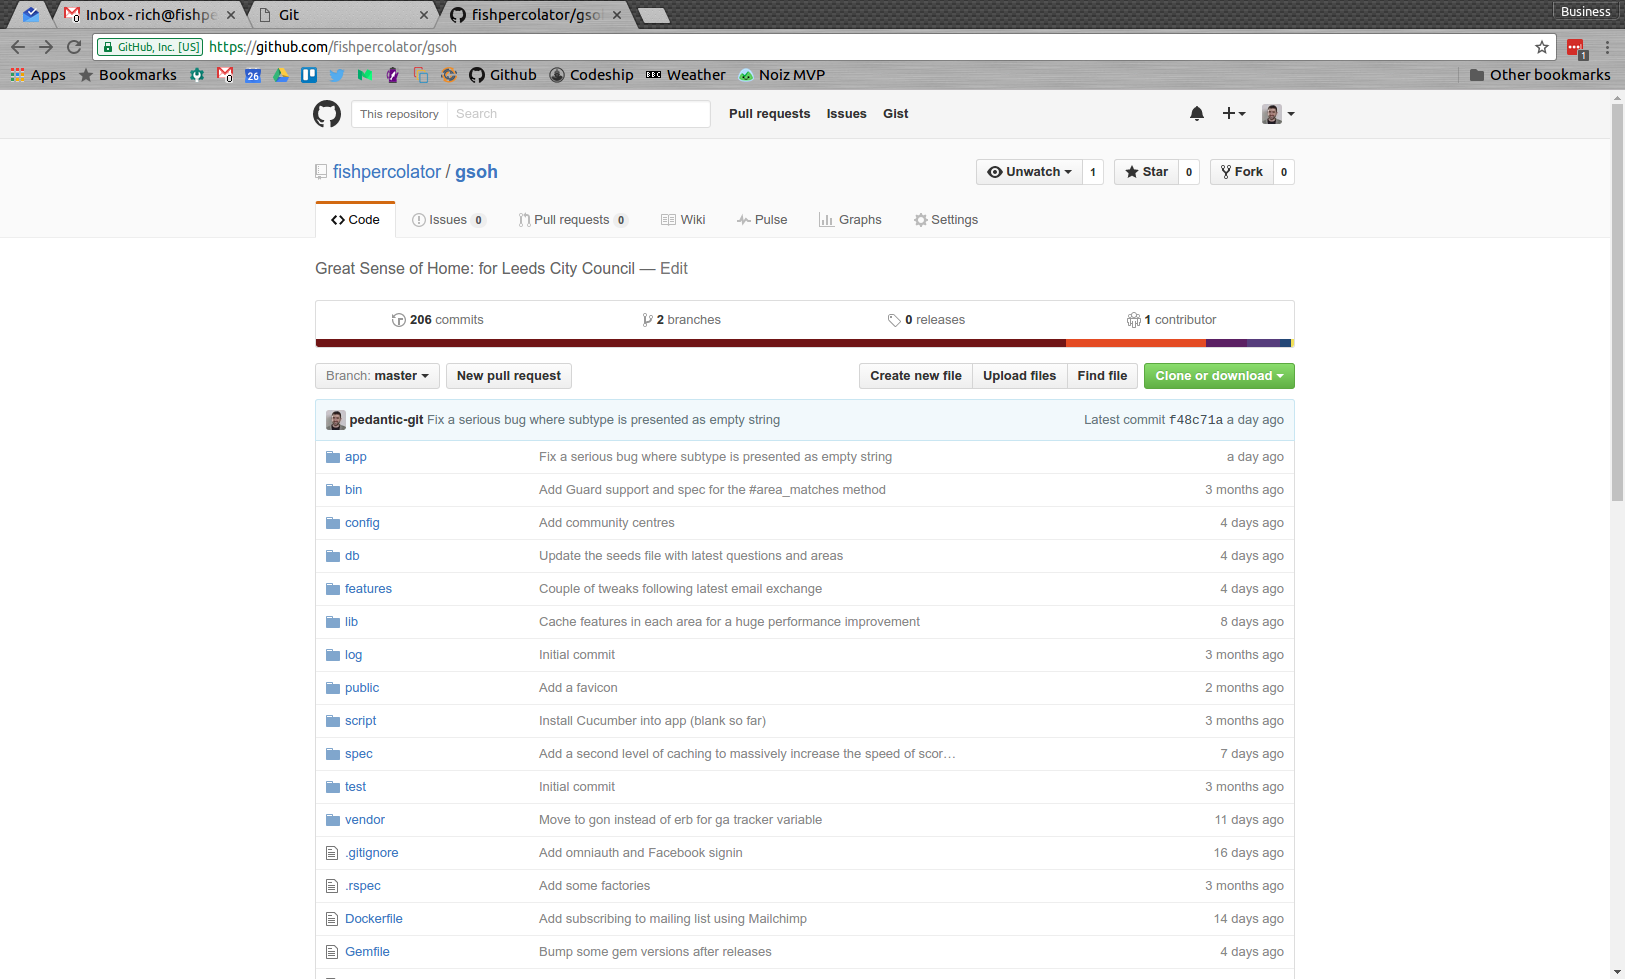 Business
Inbox - rich@fishpe
Git
fishpercolator/gso
GitHub, Inc. [US] https://github.com/fishpercolator/gsoh
Apps Bookmarks 26 Github Codeship BBC Weather Noiz MVP Other bookmarks
This repository Search Pull requests Issues Gist
fishpercolator / gsoh Unwatch 1 Star 0 Fork 0
Code Issues 0 Pull requests 0 Wiki Pulse Graphs Settings
Great Sense of Home: for Leeds City Council — Edit
206 commits 2 branches 0 releases 1 contributor
Branch: master New pull request Create new file Upload files Find file Clone or download
pedantic-git Fix a serious bug where subtype is presented as empty string Latest commit f48c71a a day ago
app Fix a serious bug where subtype is presented as empty string a day ago
bin Add Guard support and spec for the #area_matches method 3 months ago
config Add community centres 4 days ago
db Update the seeds file with latest questions and areas 4 days ago
features Couple of tweaks following latest email exchange 4 days ago
lib Cache features in each area for a huge performance improvement 8 days ago
log Initial commit 3 months ago
public Add a favicon 2 months ago
script Install Cucumber into app (blank so far) 3 months ago
spec Add a second level of caching to massively increase the speed of scor… 7 days ago
test Initial commit 3 months ago
vendor Move to gon instead of erb for ga tracker variable 11 days ago
.gitignore Add omniauth and Facebook signin 16 days ago
.rspec Add some factories 3 months ago
Dockerfile Add subscribing to mailing list using Mailchimp 14 days ago
Gemfile Bump some gem versions after releases 4 days ago